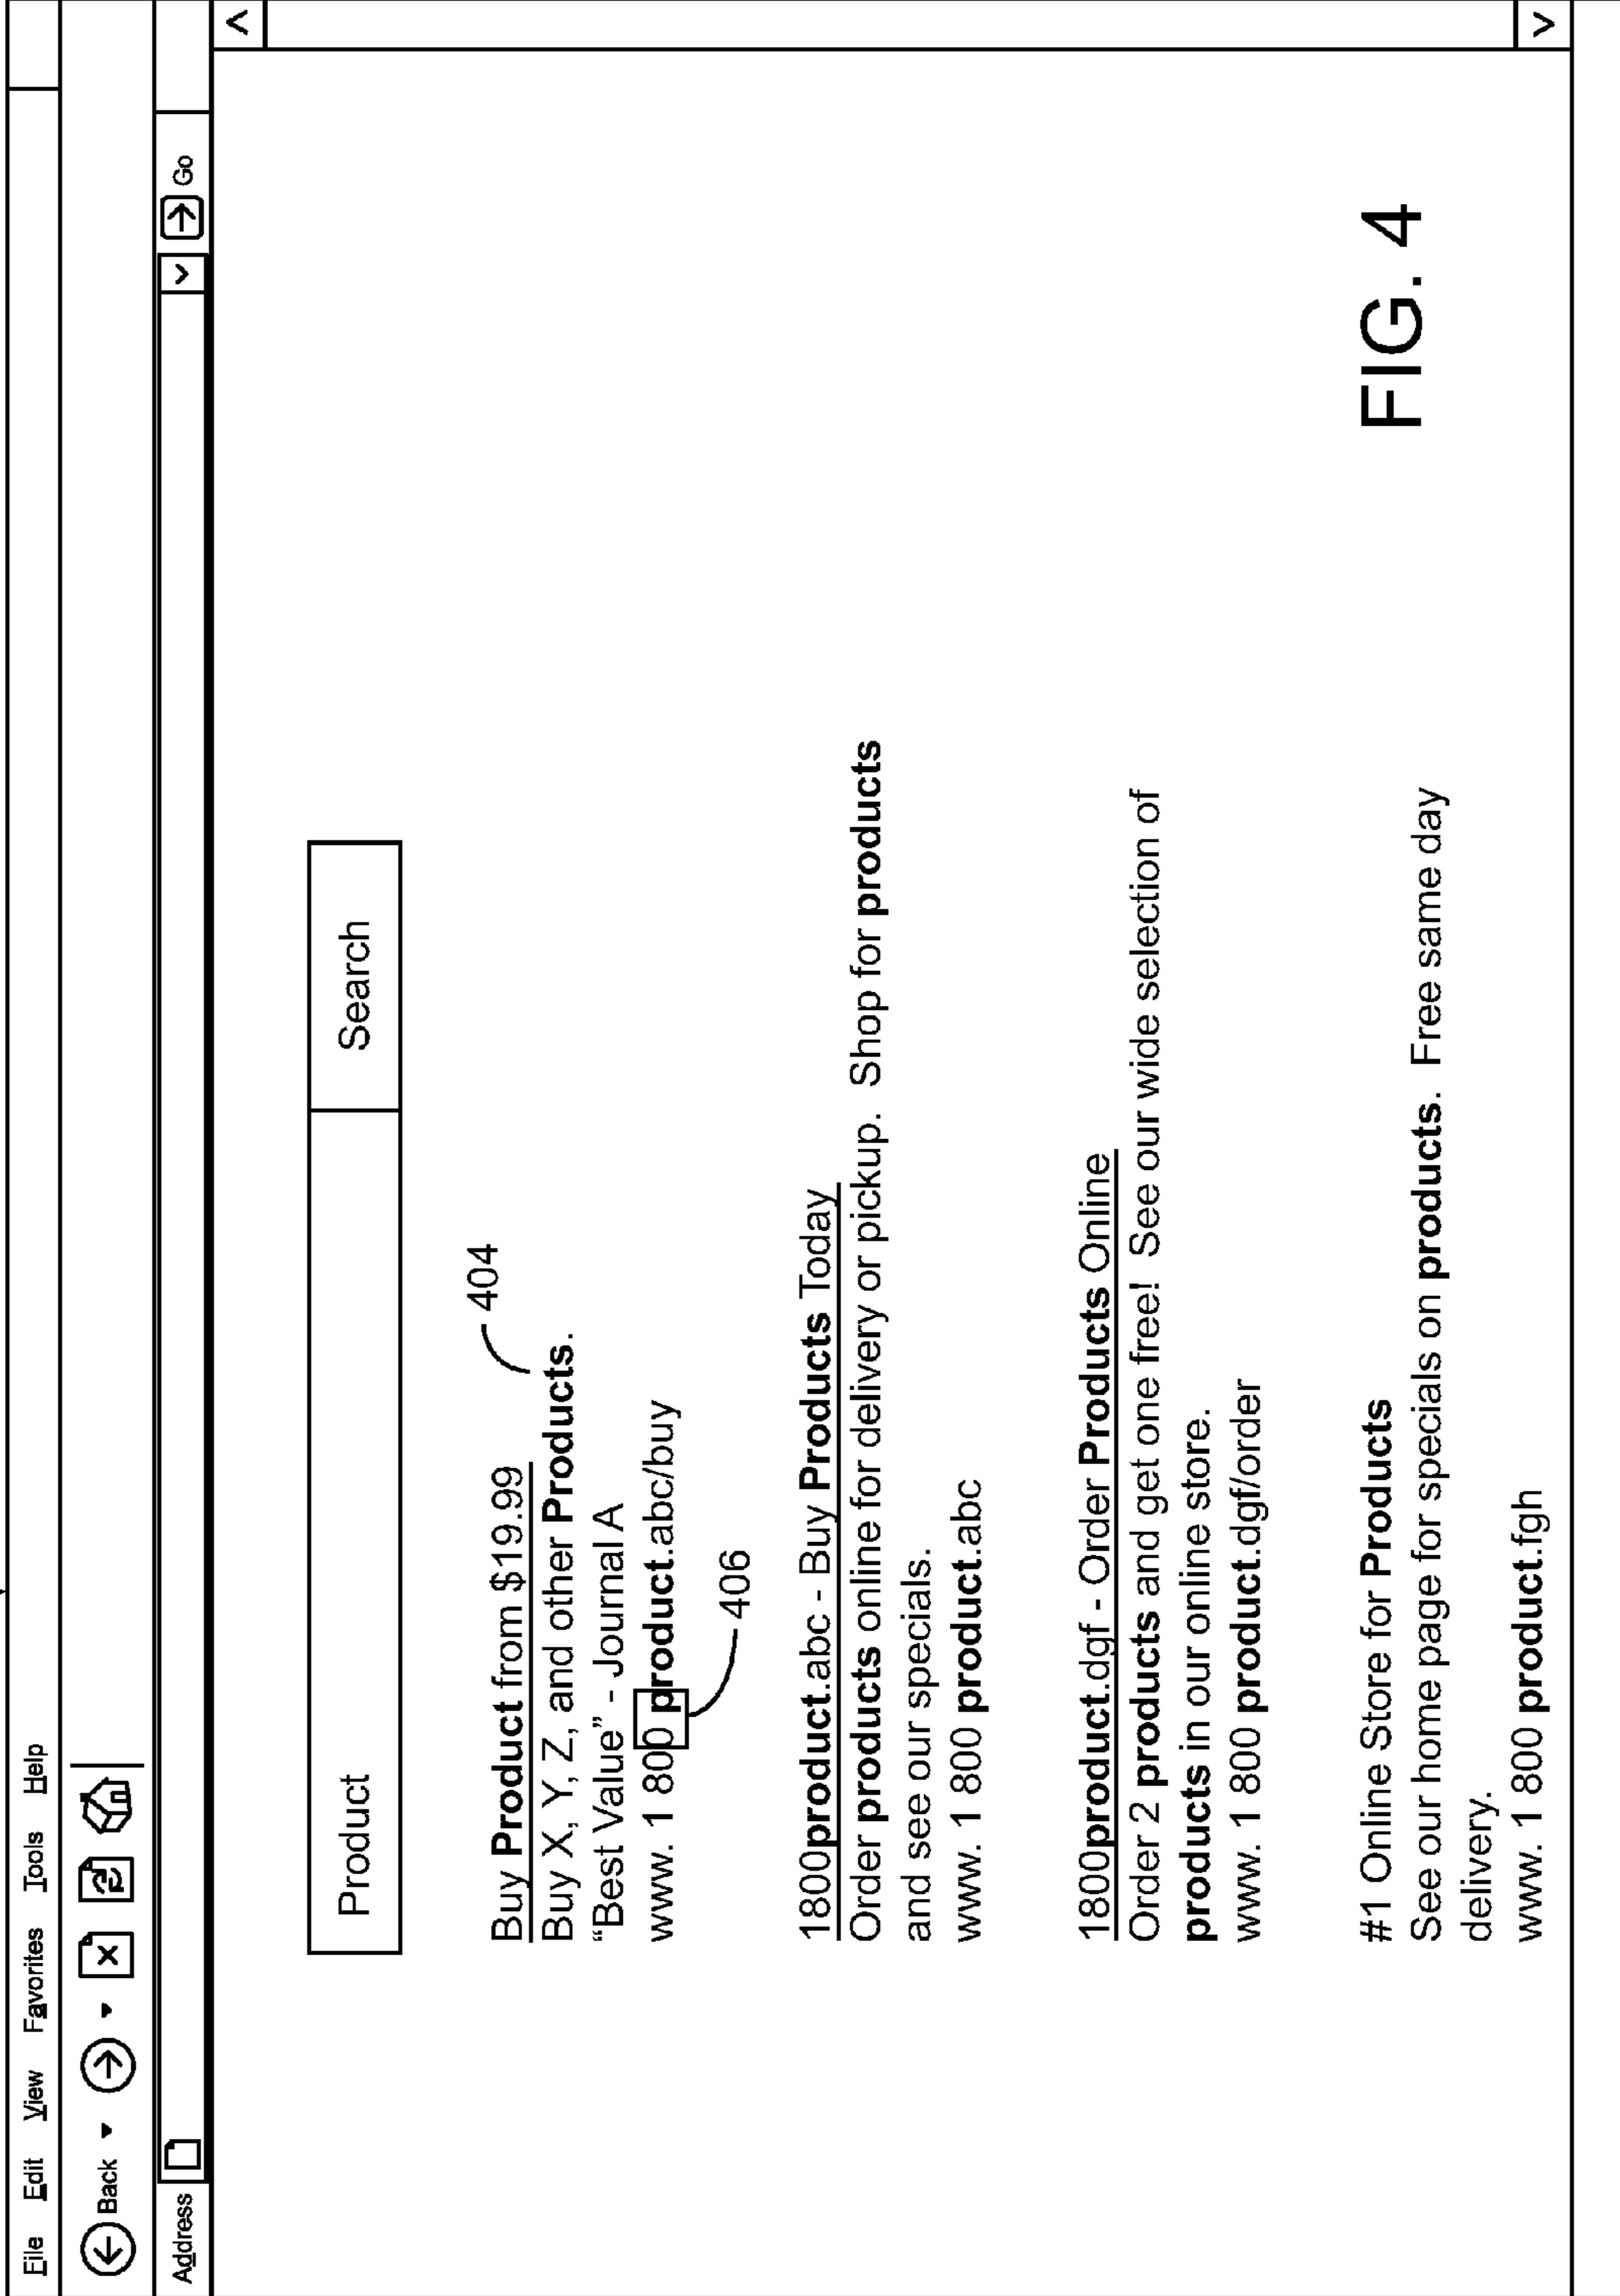 File Edit View Favorites Tools Help
Back
Address
Go
Product
Search
404
Buy Product from $19.99
Buy X, Y, Z, and other Products.
“Best Value” - Journal A
www. 1 800 product.abc/buy
406
1800product.abc - Buy Products Today
Order products online for delivery or pickup. Shop for products
and see our specials.
www. 1 800 product.abc
1800product.dgf - Order Products Online
Order 2 products and get one free! See our wide selection of
products in our online store.
www. 1 800 product.dgf/order
#1 Online Store for Products
See our home page for specials on products. Free same day
delivery.
www. 1 800 product.fgh
FIG. 4